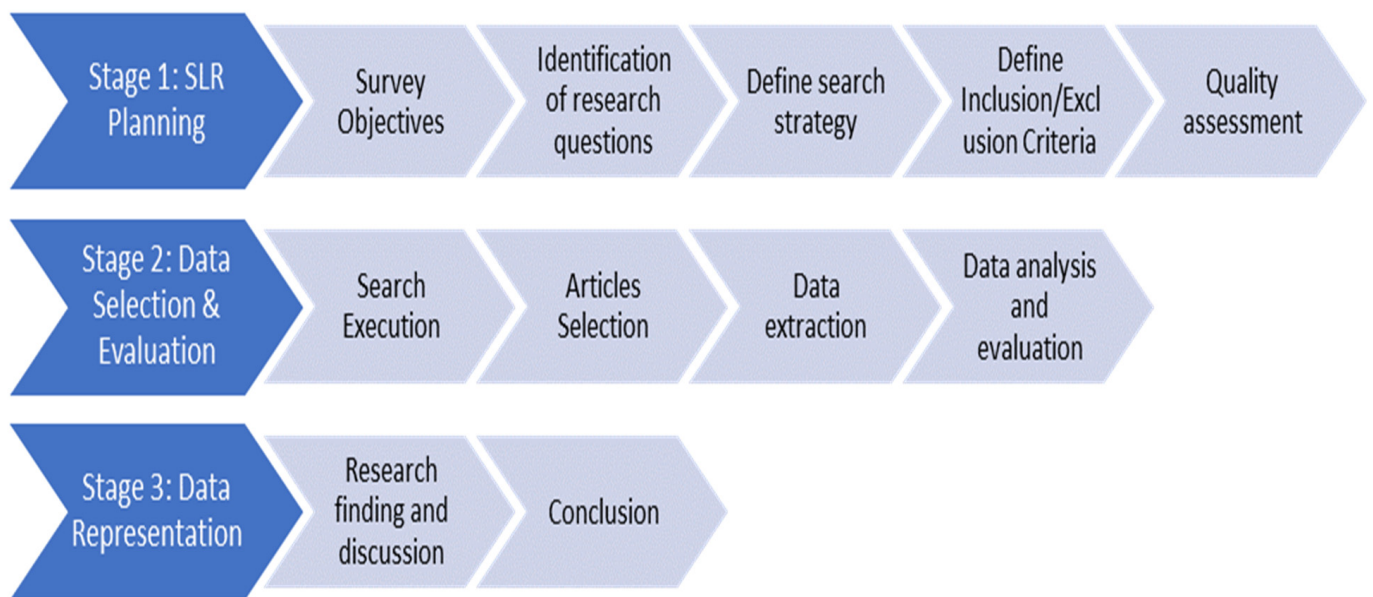 Stage 1: SLR
Planning
Survey
Objectives
Identification
of research
questions
Define search
strategy
Define
Inclusion/Excl
usion Criteria
Quality
assessment
Stage 2: Data
Selection &
Evaluation
Search
Execution
Articles
Selection
Data
extraction
Data analysis
and
evaluation
Stage 3: Data
Representation
Research
finding and
discussion
Conclusion